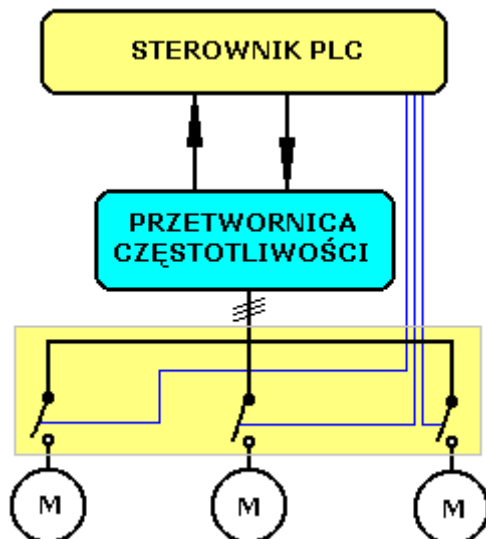 STEROWNIK PLC
PRZETWORNICA
CZĘSTOTLIWOŚCI
M
M
M